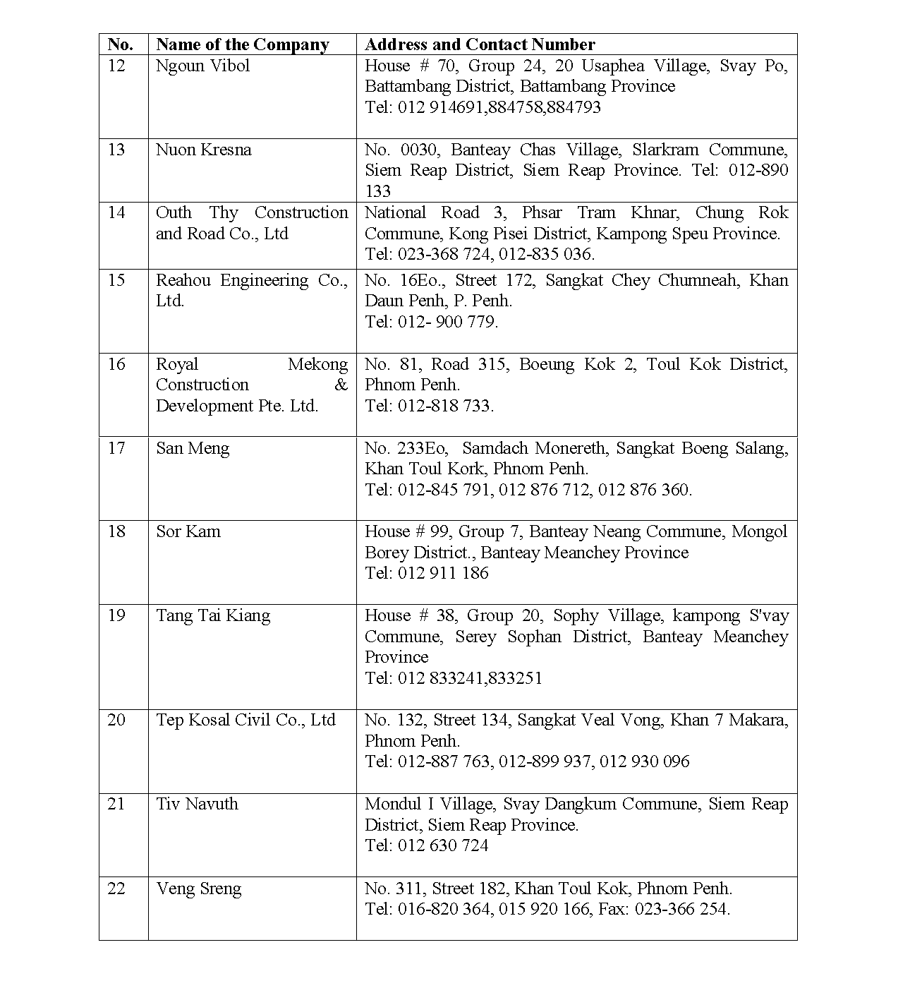 No. Name of the Company Address and Contact Number
12 Ngoun Vibol House # 70, Group 24, 20 Usaphea Village, Svay Po,
Battambang District, Battambang Province
Tel: 012 914691,884758,884793
13 Nuon Kresna No. 0030, Banteay Chas Village, Slarkram Commune,
Siem Reap District, Siem Reap Province. Tel: 012-890
133
14 Outh Thy Construction National Road 3, Phsar Tram Khnar, Chung Rok
and Road Co., Ltd Commune, Kong Pisei District, Kampong Speu Province.
Tel: 023-368 724, 012-835 036.
15 Reahou Engineering Co., No. 16Eo., Street 172, Sangkat Chey Chumneah, Khan
Ltd. Daun Penh, P. Penh.
Tel: 012- 900 779.
16 Royal Mekong No. 81, Road 315, Boeung Kok 2, Toul Kok District,
Construction & Phnom Penh.
Development Pte. Ltd. Tel: 012-818 733.
17 San Meng No. 233Eo, Samdach Monereth, Sangkat Boeng Salang,
Khan Toul Kork, Phnom Penh.
Tel: 012-845 791, 012 876 712, 012 876 360.
18 Sor Kam House # 99, Group 7, Banteay Neang Commune, Mongol
Borey District., Banteay Meanchey Province
Tel: 012 911 186
19 Tang Tai Kiang House # 38, Group 20, Sophy Village, kampong S'vay
Commune, Serey Sophan District, Banteay Meanchey
Province
Tel: 012 833241,833251
20 Tep Kosal Civil Co., Ltd No. 132, Street 134, Sangkat Veal Vong, Khan 7 Makara,
Phnom Penh.
Tel: 012-887 763, 012-899 937, 012 930 096
21 Tiv Navuth Mondul I Village, Svay Dangkum Commune, Siem Reap
District, Siem Reap Province.
Tel: 012 630 724
22 Veng Sreng No. 311, Street 182, Khan Toul Kok, Phnom Penh.
Tel: 016-820 364, 015 920 166, Fax: 023-366 254.